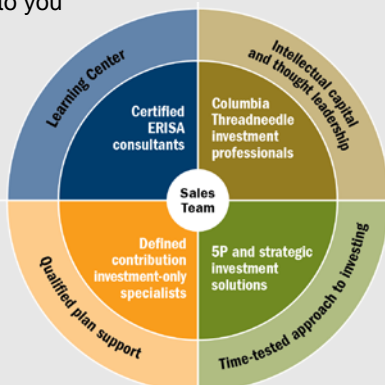 to you
Learning Center
Intellectual capital
and thought leadership
Certified
ERISA
consultants
Columbia
Threadneedle
investment
professionals
Sales
Team
Defined
contribution
investment-only
specialists
5P and strategic
investment
solutions
Qualified plan support
Time-tested approach to investing